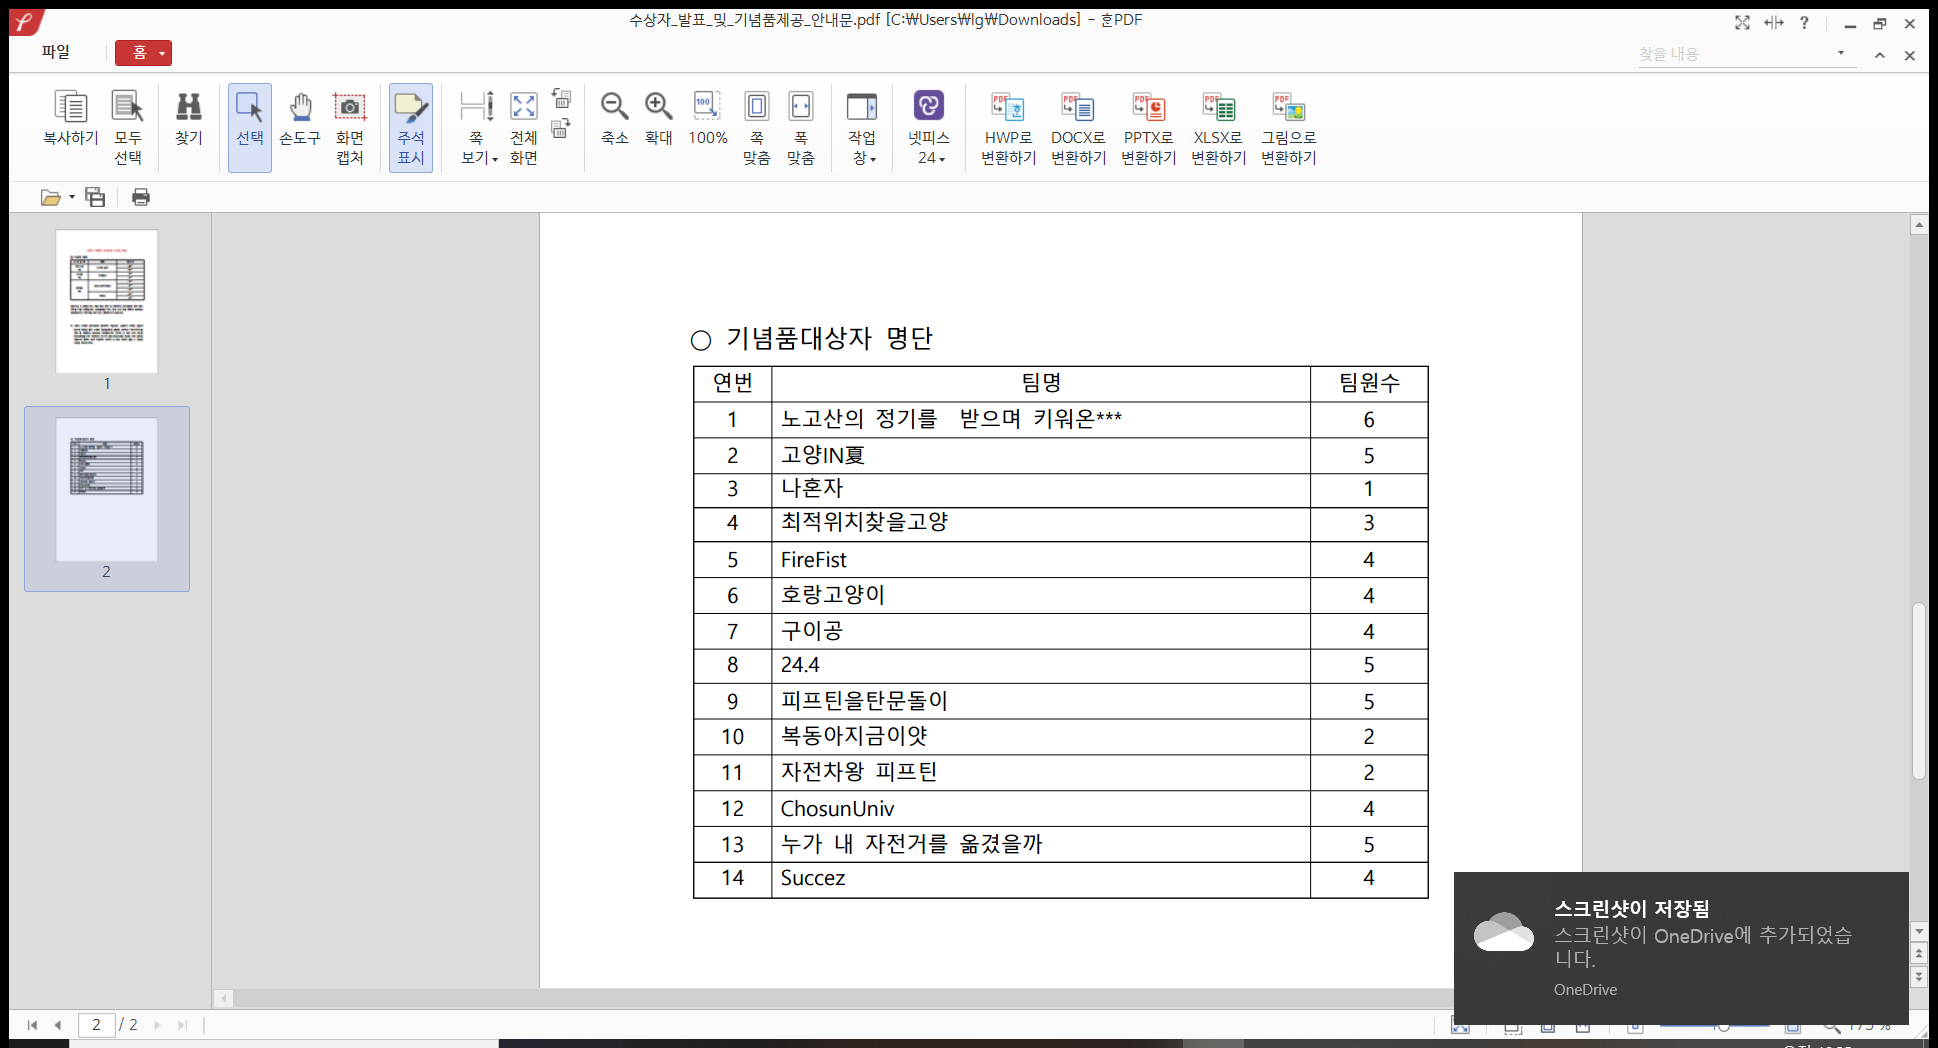 수상자_발표_및_기념품제공_안내문.pdf [C:₩Users₩lg₩Downloads] - 훈PDF
파일
홈
찾을 내용
복사하기
모두 선택
찾기
선택
손도구
화면 캡처
주석 표시
쪽 보기
전체 화면
축소
확대
100%
쪽 맞춤
폭 맞춤
작업 창
넷피스 24
HWP로 변환하기
DOCX로 변환하기
PPTX로 변환하기
XLSX로 변환하기
그림으로 변환하기
1
2
○ 기념품대상자 명단
연번 팀명 팀원수
1 노고산의 정기를 받으며 키워온*** 6
2 고양IN夏 5
3 나혼자 1
4 최적위치찾을고양 3
5 FireFist 4
6 호랑고양이 4
7 구이공 4
8 24.4 5
9 피프틴을탄문돌이 5
10 복동아지금이얏 2
11 자전차왕 피프틴 2
12 ChosunUniv 4
13 누가 내 자전거를 옮겼을까 5
14 Succez 4
스크린샷이 저장됨
스크린샷이 OneDrive에 추가되었습
니다.
OneDrive
2 / 2
175 %